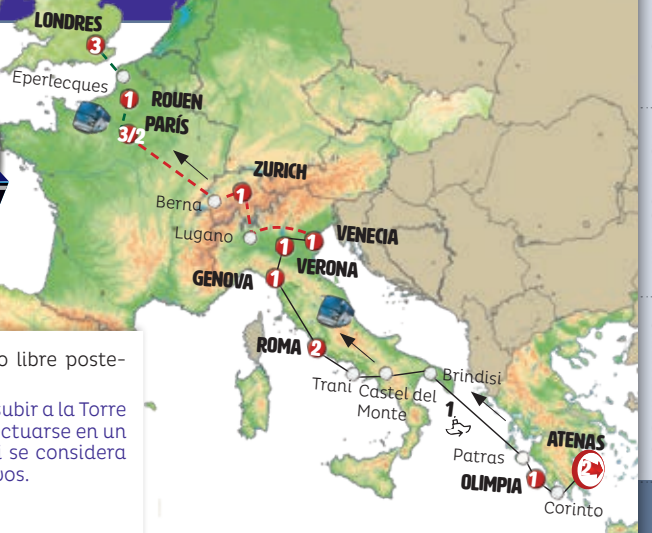 LONDRES
3
Eperlecques
1 ROUEN
3/2 PARÍS
ZURICH
1
Berna
Lugano
1 1 VENECIA
VERONA
GENOVA 1
ROMA 2
Trani Castel del
Monte
Brindisi
1
Patras
ATENAS
2
OLIMPIA 1
Corinto
o libre poste-
subir a la Torre
ctuarse en un
se considera